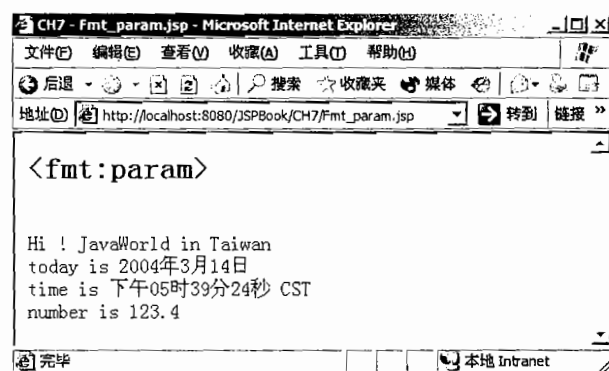 CH7 - Fmt_param.jsp - Microsoft Internet Explorer
文件(F) 编辑(E) 查看(V) 收藏(A) 工具(T) 帮助(H)
后退 搜索 收藏夹 媒体
地址(D) http://localhost:8080/JSPBook/CH7/Fmt_param.jsp 转到 链接 »
<fmt:param>
Hi ! JavaWorld in Taiwan
today is 2004年3月14日
time is 下午05时39分24秒 CST
number is 123.4
完毕 本地 Intranet